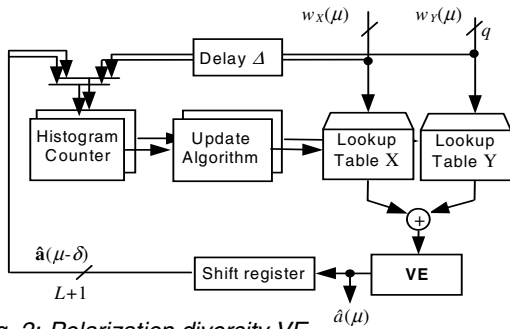 w_X(μ) w_Y(μ)
q
Delay Δ
Histogram
Counter
Update
Algorithm
Lookup
Table X
Lookup
Table Y
+
â(μ-δ)
L+1
Shift register
VE
â(μ)
g. 2: Polarization diversity VE